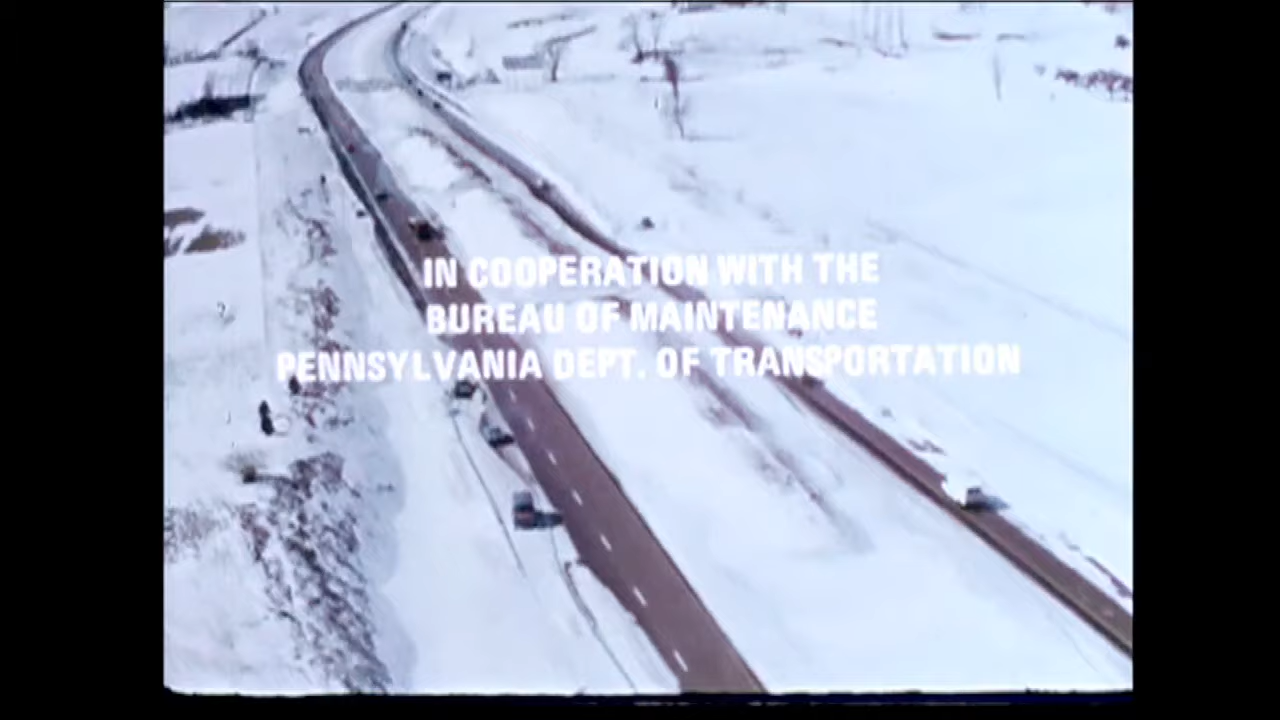 IN COOPERATION WITH THE
BUREAU OF MAINTENANCE
PENNSYLVANIA DEPT. OF TRANSPORTATION